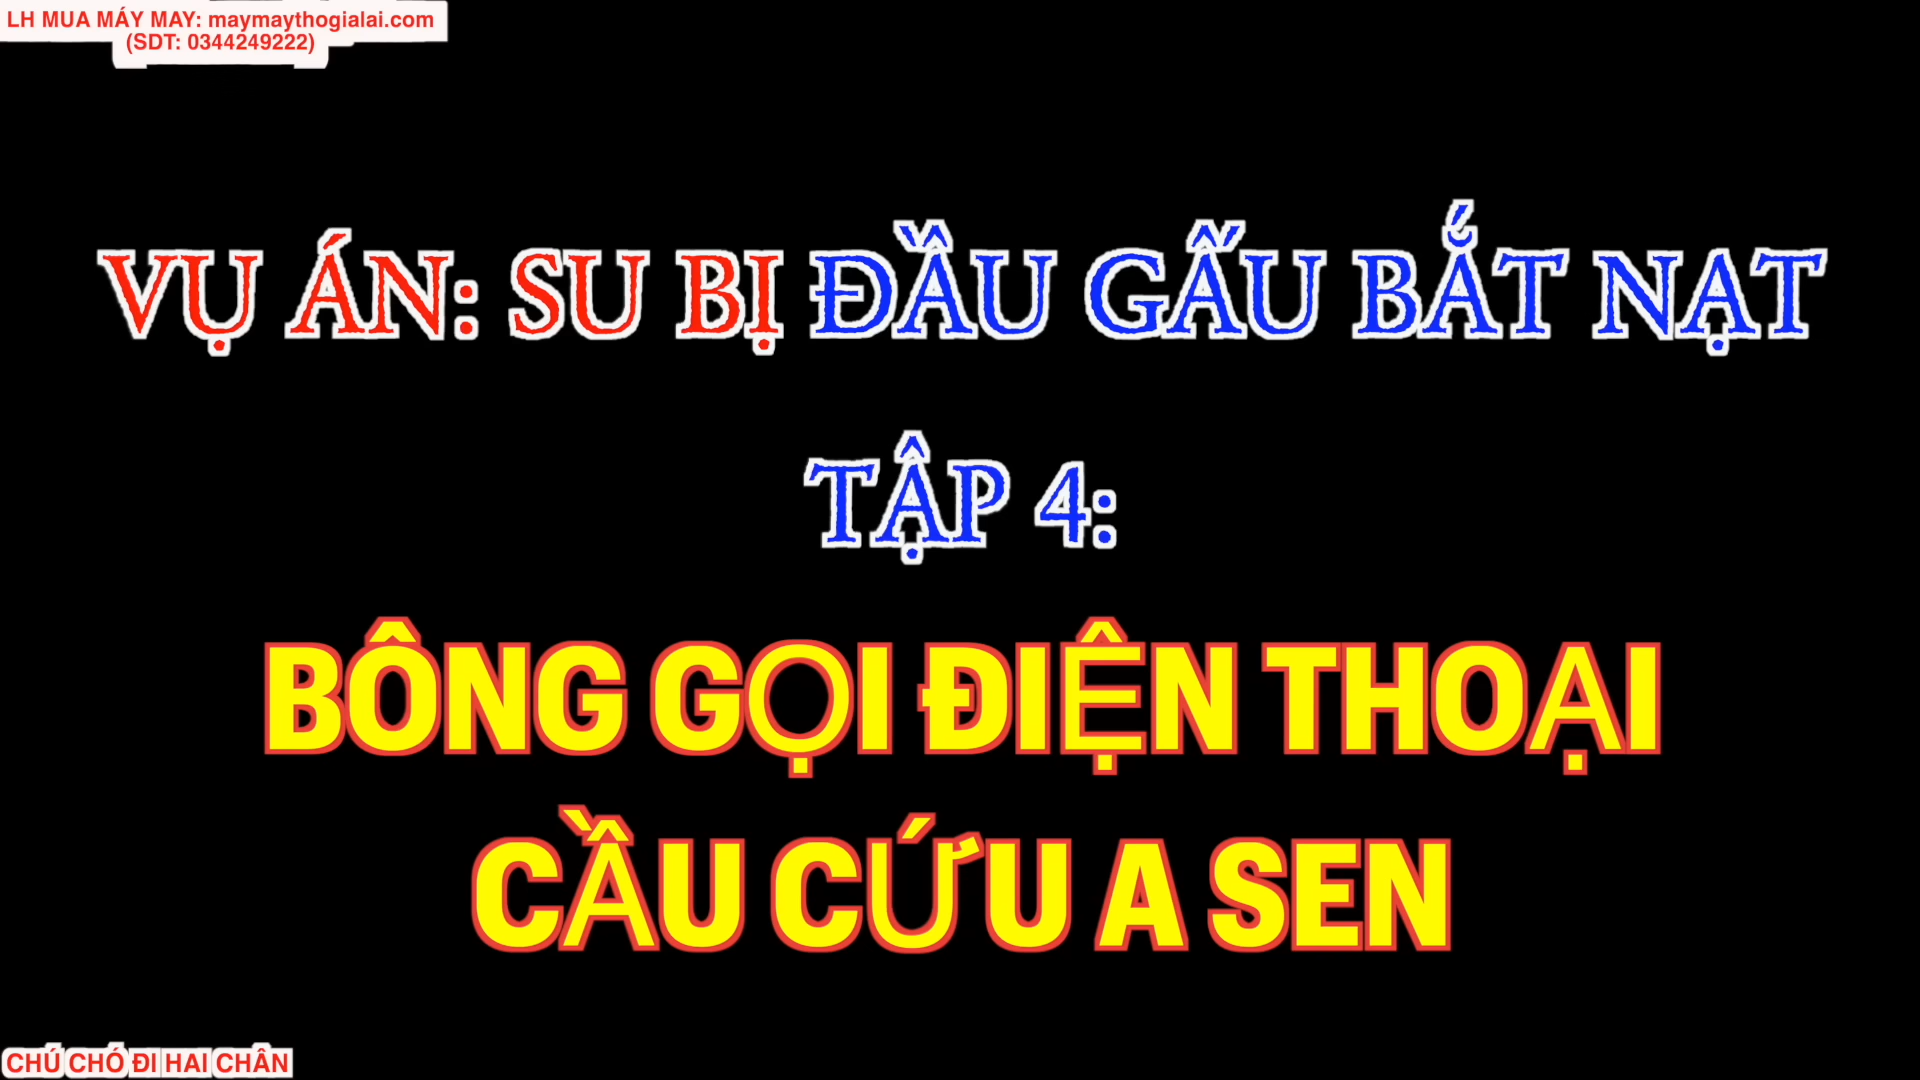 LH MUA MÁY MAY: maymaythogialai.com
(SDT: 0344249222)
VỤ ÁN: SU BỊ ĐẦU GẤU BẮT NẠT
TẬP 4:
BÔNG GỌI ĐIỆN THOẠI
CẦU CỨU A SEN
CHÚ CHÓ ĐI HAI CHÂN